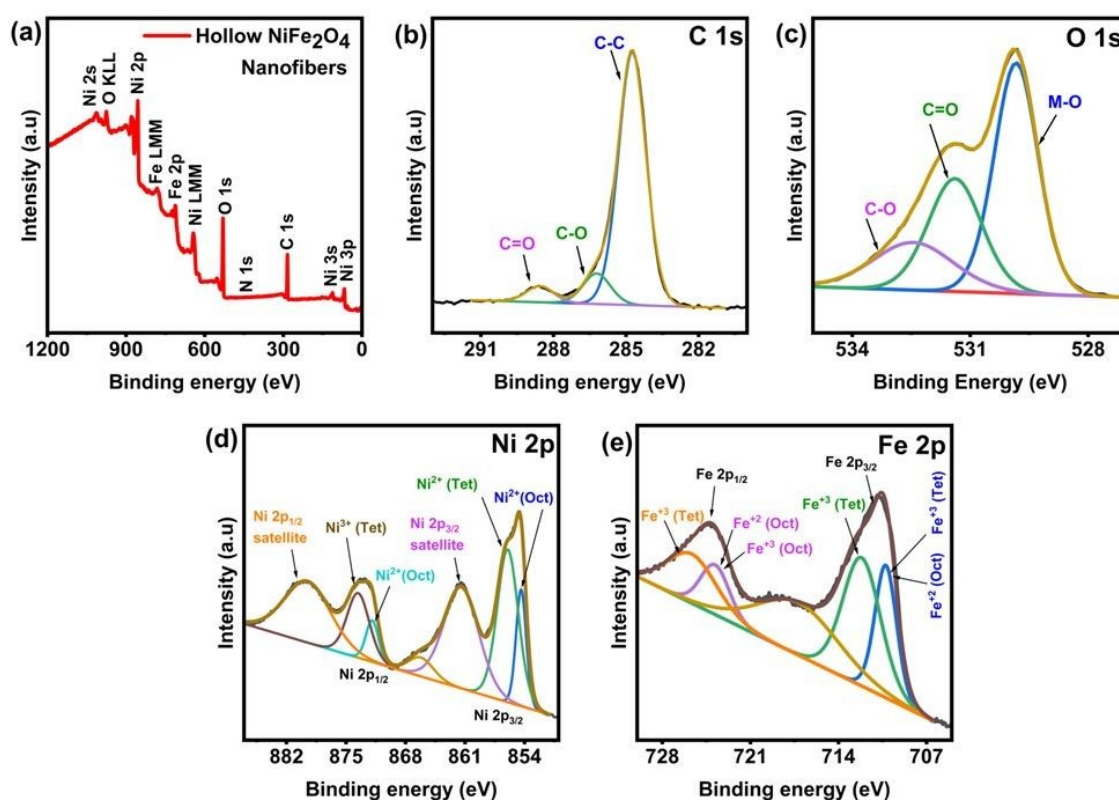 (a)
Hollow NiFe₂O₄
Nanofibers
Ni 2s
O KLL
Ni 2p
Fe LMM
Fe 2p
Ni LMM
O 1s
N 1s
C 1s
Ni 3s
Ni 3p
Intensity (a.u)
1200 900 600 300 0
Binding energy (eV)
(b)
C 1s
C-C
C-O
C=O
Intensity (a.u)
291 288 285 282
Binding energy (eV)
(c)
O 1s
M-O
C=O
C-O
Intensity (a.u)
534 531 528
Binding Energy (eV)
(d)
Ni 2p
Ni²⁺ (Tet)
Ni²⁺(Oct)
Ni 2p₁/₂
satellite
Ni³⁺ (Tet)
Ni 2p₃/₂
satellite
Ni²⁺(Oct)
Ni 2p₁/₂
Ni 2p₃/₂
Intensity (a.u)
882 875 868 861 854
Binding energy (eV)
(e)
Fe 2p
Fe 2p₁/₂
Fe 2p₃/₂
Fe⁺³ (Tet)
Fe⁺² (Oct)
Fe⁺³ (Oct)
Fe⁺³ (Tet)
Fe⁺³ (Tet)
Fe⁺² (Oct)
Intensity (a.u)
728 721 714 707
Binding energy (eV)